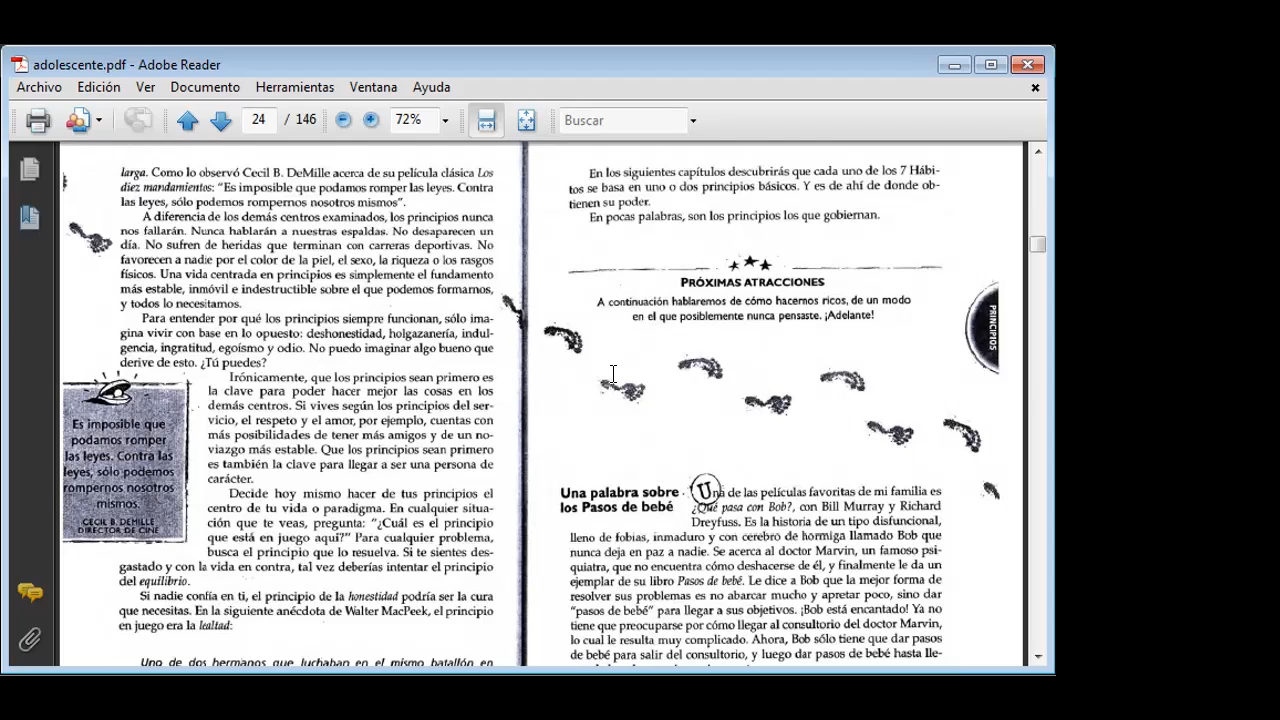 adolescente.pdf - Adobe Reader
Archivo Edición Ver Documento Herramientas Ventana Ayuda
24 / 146 72% Buscar
larga. Como lo observó Cecil B. DeMille acerca de su película clásica Los
diez mandamientos: “Es imposible que podamos romper las leyes. Contra
las leyes, sólo podemos rompernos nosotros mismos”.
A diferencia de los demás centros examinados, los principios nunca
nos fallarán. Nunca hablarán a nuestras espaldas. No desaparecen un
día. No sufren de heridas que terminan con carreras deportivas. No
favorecen a nadie por el color de la piel, el sexo, la riqueza o los rasgos
físicos. Una vida centrada en principios es simplemente el fundamento
más estable, inmóvil e indestructible sobre el que podemos formarnos,
y todos lo necesitamos.
Para entender por qué los principios siempre funcionan, sólo ima-
gina vivir con base en lo opuesto: deshonestidad, holgazanería, indul-
gencia, ingratitud, egoísmo y odio. No puedo imaginar algo bueno que
derive de esto. ¿Tú puedes?
Irónicamente, que los principios sean primero es
la clave para poder hacer mejor las cosas en los
demás centros. Si vives según los principios del ser-
vicio, el respeto y el amor, por ejemplo, cuentas con
más posibilidades de tener más amigos y de un no-
viazgo más estable. Que los principios sean primero
es también la clave para llegar a ser una persona de
carácter.
Decide hoy mismo hacer de tus principios el
centro de tu vida o paradigma. En cualquier situa-
ción que te veas, pregunta: “¿Cuál es el principio
que está en juego aquí?” Para cualquier problema,
busca el principio que lo resuelva. Si te sientes des-
gastado y con la vida en contra, tal vez deberías intentar el principio
del equilibrio.
Si nadie confía en ti, el principio de la honestidad podría ser la cura
que necesitas. En la siguiente anécdota de Walter MacPeek, el principio
en juego era la lealtad:
Uno de dos hermanos que luchaban en el mismo batallón en
Es imposible que
podamos romper
las leyes. Contra las
leyes, sólo podemos
rompernos nosotros
mismos.
CECIL B. DEMILLE
DIRECTOR DE CINE
En los siguientes capítulos descubrirás que cada uno de los 7 Hábi-
tos se basa en uno o dos principios básicos. Y es de ahí de donde ob-
tienen su poder.
En pocas palabras, son los principios los que gobiernan.
PRÓXIMAS ATRACCIONES
A continuación hablaremos de cómo hacernos ricos, de un modo
en el que posiblemente nunca pensaste. ¡Adelante!
PRINCIPIOS
Una palabra sobre
los Pasos de bebé
Una de las películas favoritas de mi familia es
¿Qué pasa con Bob?, con Bill Murray y Richard
Dreyfuss. Es la historia de un tipo disfuncional,
lleno de fobias, inmaduro y con cerebro de hormiga llamado Bob que
nunca deja en paz a nadie. Se acerca al doctor Marvin, un famoso psi-
quiatra, que no encuentra cómo deshacerse de él, y finalmente le da un
ejemplar de su libro Pasos de bebé. Le dice a Bob que la mejor forma de
resolver sus problemas es no abarcar mucho y apretar poco, sino dar
“pasos de bebé” para llegar a sus objetivos. ¡Bob está encantado! Ya no
tiene que preocuparse por cómo llegar al consultorio del doctor Marvin,
lo cual le resulta muy complicado. Ahora, Bob sólo tiene que dar pasos
de bebé para salir del consultorio, y luego dar pasos de bebé hasta lle-